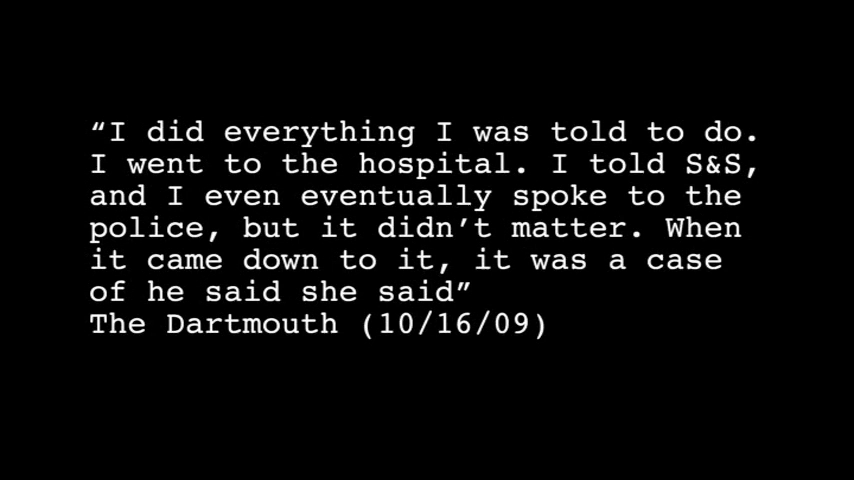 “I did everything I was told to do.
I went to the hospital. I told S&S,
and I even eventually spoke to the
police, but it didn’t matter. When
it came down to it, it was a case
of he said she said”
The Dartmouth (10/16/09)